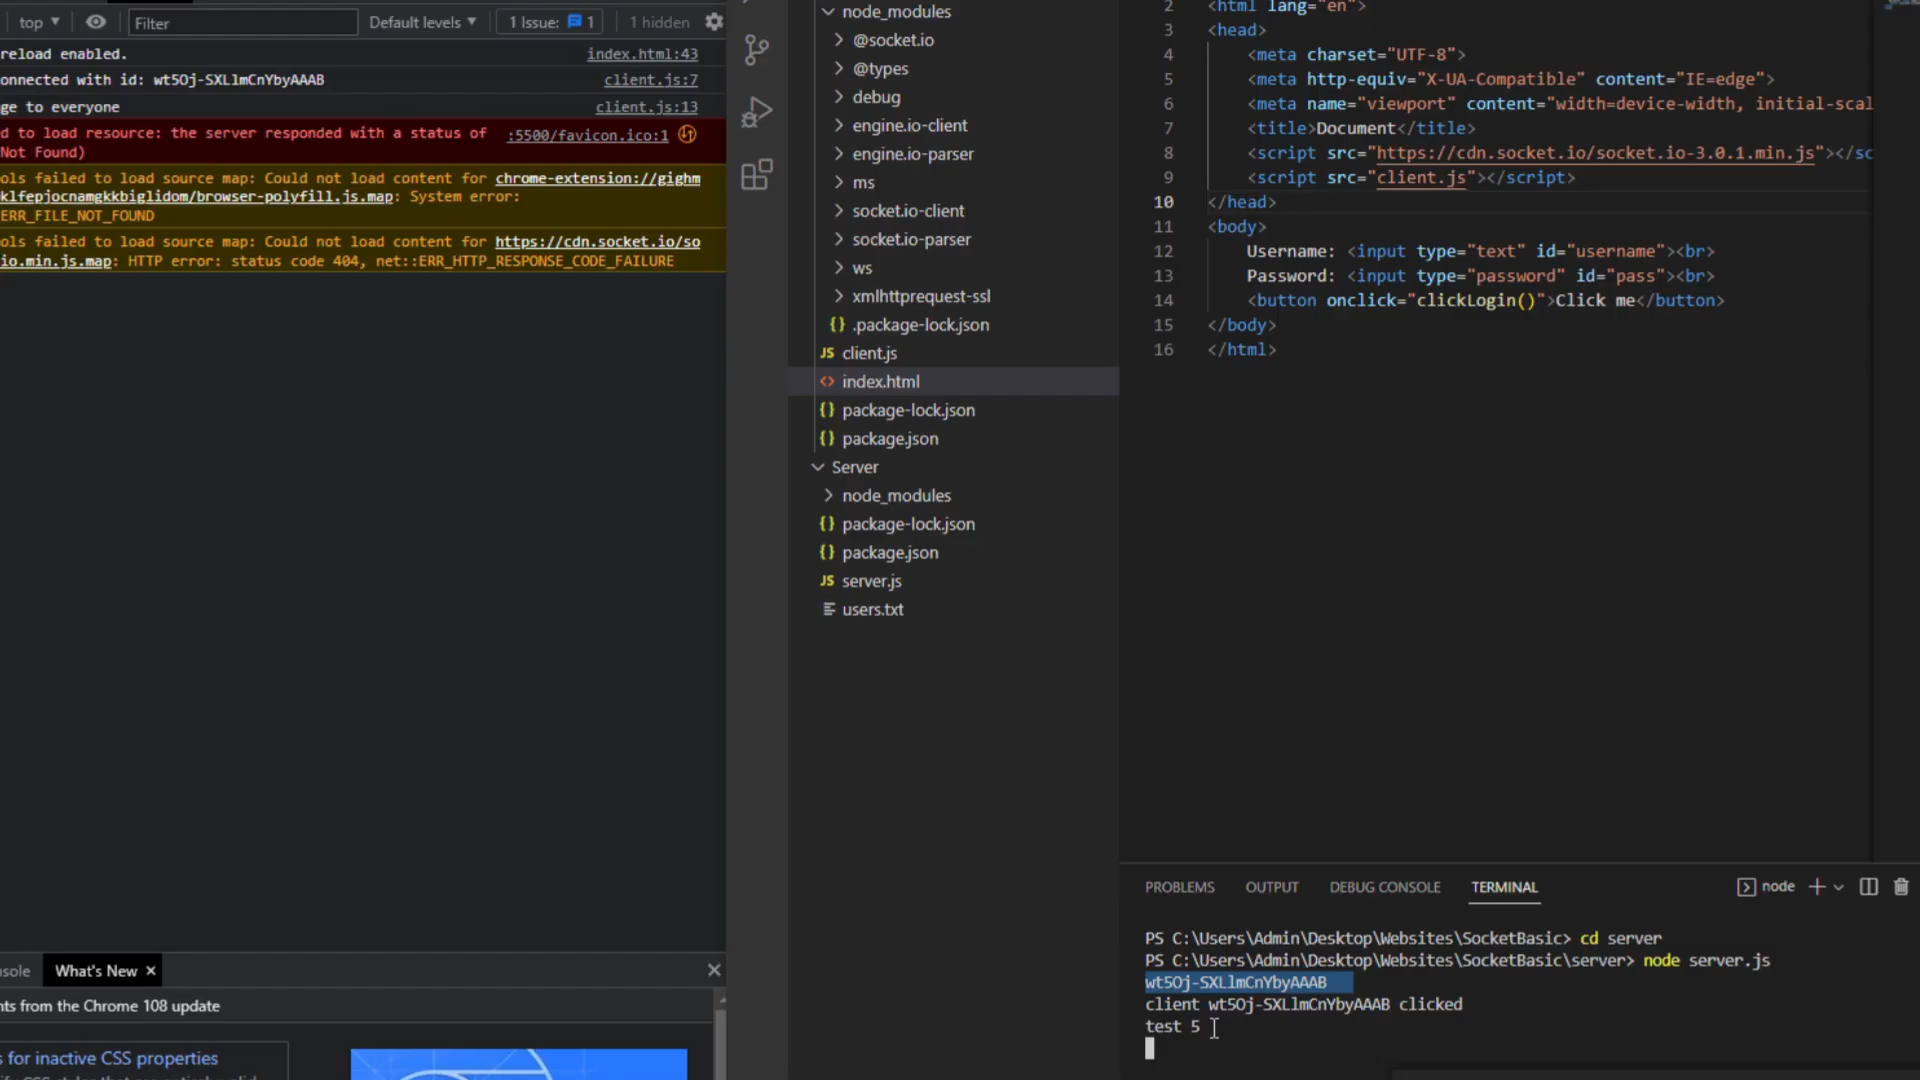 top
Filter
Default levels
1 Issue: 1
1 hidden
reload enabled. index.html:43
onnected with id: wt5Oj-SXLlmCnYbyAAAB client.js:7
ge to everyone client.js:13
d to load resource: the server responded with a status of :5500/favicon.ico:1
Not Found)
ols failed to load source map: Could not load content for chrome-extension://gighm
klfepjocnamgkkbiglidom/browser-polyfill.js.map: System error:
ERR_FILE_NOT_FOUND
ols failed to load source map: Could not load content for https://cdn.socket.io/so
io.min.js.map: HTTP error: status code 404, net::ERR_HTTP_RESPONSE_CODE_FAILURE
sole
What's New
nts from the Chrome 108 update
s for inactive CSS properties
node_modules
@socket.io
@types
debug
engine.io-client
engine.io-parser
ms
socket.io-client
socket.io-parser
ws
xmlhttprequest-ssl
{} .package-lock.json
JS client.js
<> index.html
{} package-lock.json
{} package.json
Server
node_modules
{} package-lock.json
{} package.json
JS server.js
users.txt
2 <html lang="en">
3 <head>
4 <meta charset="UTF-8">
5 <meta http-equiv="X-UA-Compatible" content="IE=edge">
6 <meta name="viewport" content="width=device-width, initial-scal
7 <title>Document</title>
8 <script src="https://cdn.socket.io/socket.io-3.0.1.min.js"></sc
9 <script src="client.js"></script>
10 </head>
11 <body>
12 Username: <input type="text" id="username"><br>
13 Password: <input type="password" id="pass"><br>
14 <button onclick="clickLogin()">Click me</button>
15 </body>
16 </html>
PROBLEMS OUTPUT DEBUG CONSOLE TERMINAL
node
PS C:\Users\Admin\Desktop\Websites\SocketBasic> cd server
PS C:\Users\Admin\Desktop\Websites\SocketBasic\server> node server.js
wt5Oj-SXLlmCnYbyAAAB
client wt5Oj-SXLlmCnYbyAAAB clicked
test 5